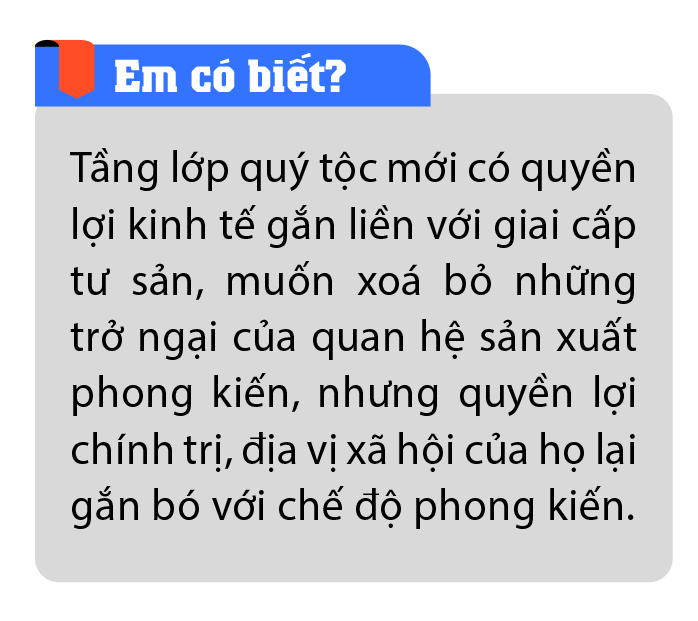 Em có biết?
Tầng lớp quý tộc mới có quyền
lợi kinh tế gắn liền với giai cấp
tư sản, muốn xoá bỏ những
trở ngại của quan hệ sản xuất
phong kiến, nhưng quyền lợi
chính trị, địa vị xã hội của họ lại
gắn bó với chế độ phong kiến.